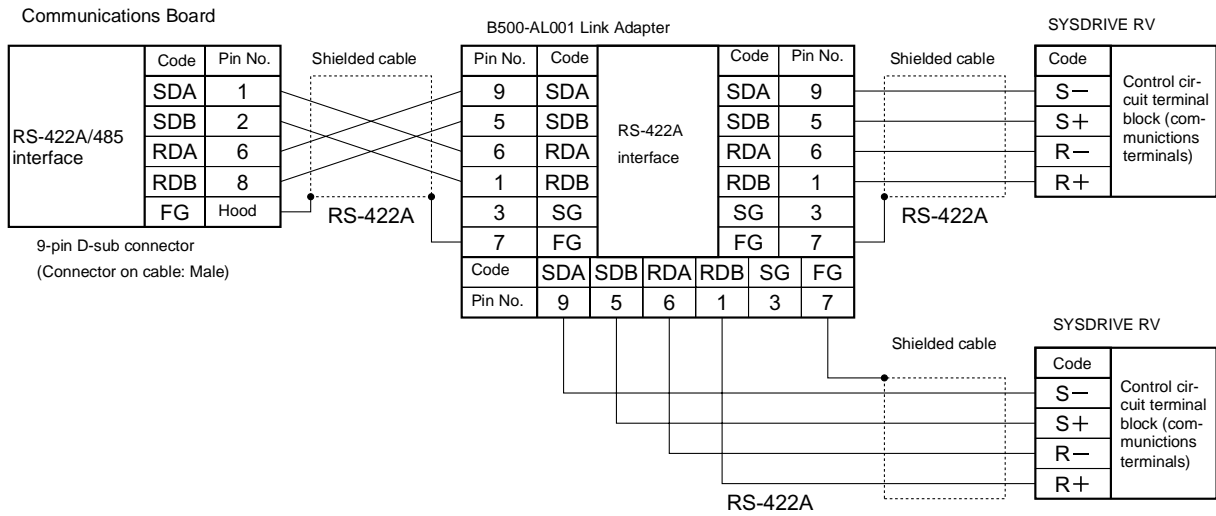 Communications Board
B500-AL001 Link Adapter
SYSDRIVE RV
Code Pin No.
SDA 1
SDB 2
RDA 6
RDB 8
FG Hood
RS-422A/485
interface
9-pin D-sub connector
(Connector on cable: Male)
Shielded cable
RS-422A
Pin No. Code
9 SDA
5 SDB
6 RDA
1 RDB
3 SG
7 FG
RS-422A
interface
Code Pin No.
SDA 9
SDB 5
RDA 6
RDB 1
SG 3
FG 7
Code SDA SDB RDA RDB SG FG
Pin No. 9 5 6 1 3 7
Shielded cable
RS-422A
Code
S−
S+
R−
R+
Control cir-
cuit terminal
block (com-
munictions
terminals)
SYSDRIVE RV
Shielded cable
RS-422A
Code
S−
S+
R−
R+
Control cir-
cuit terminal
block (com-
munictions
terminals)